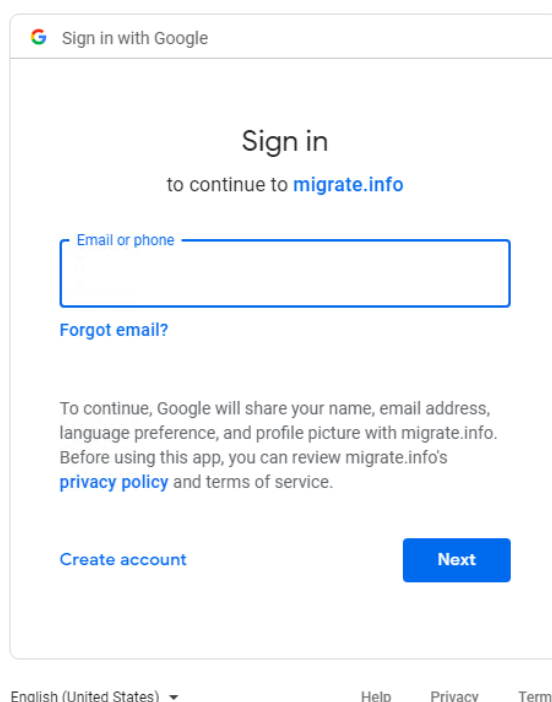 Sign in with Google
Sign in
to continue to migrate.info
Email or phone
Forgot email?
To continue, Google will share your name, email address,
language preference, and profile picture with migrate.info.
Before using this app, you can review migrate.info's
privacy policy and terms of service.
Create account
Next
English (United States)
Help Privacy Term